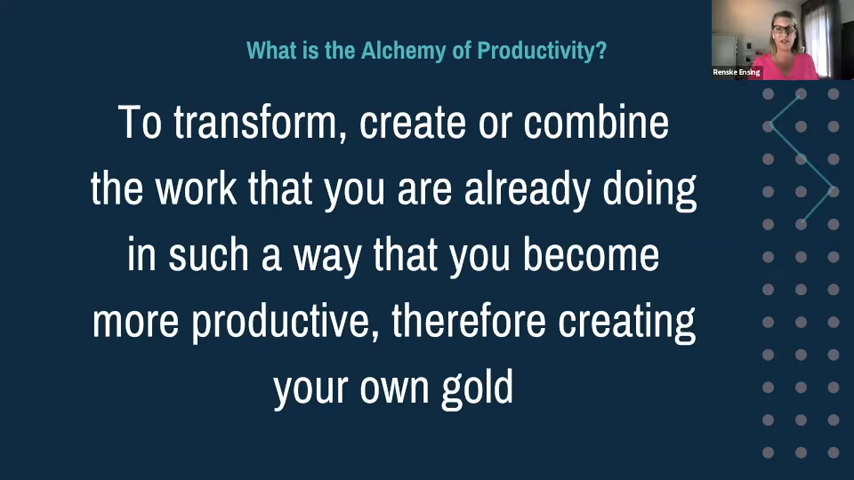 What is the Alchemy of Productivity?
Renske Ensing
To transform, create or combine
the work that you are already doing
in such a way that you become
more productive, therefore creating
your own gold